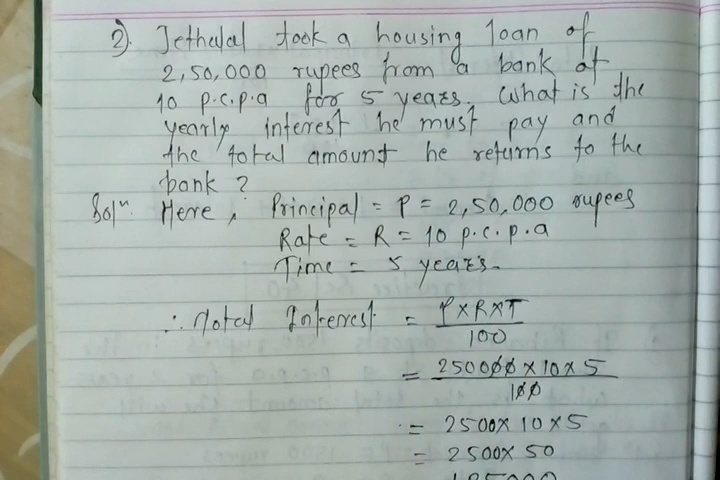 2). Jethalal took a housing loan of
2,50,000 rupees from a bank at
10 p.c.p.a for 5 years. What is the
yearly interest he must pay and
the total amount he returns to the
bank ?
Solⁿ. Here, Principal = P = 2,50,000 rupees
Rate = R = 10 p.c.p.a
Time = 5 years.
∴ Total Interest = P×R×T / 100
= 250000 × 10 × 5 / 100
= 2500 × 10 × 5
= 2500 × 50